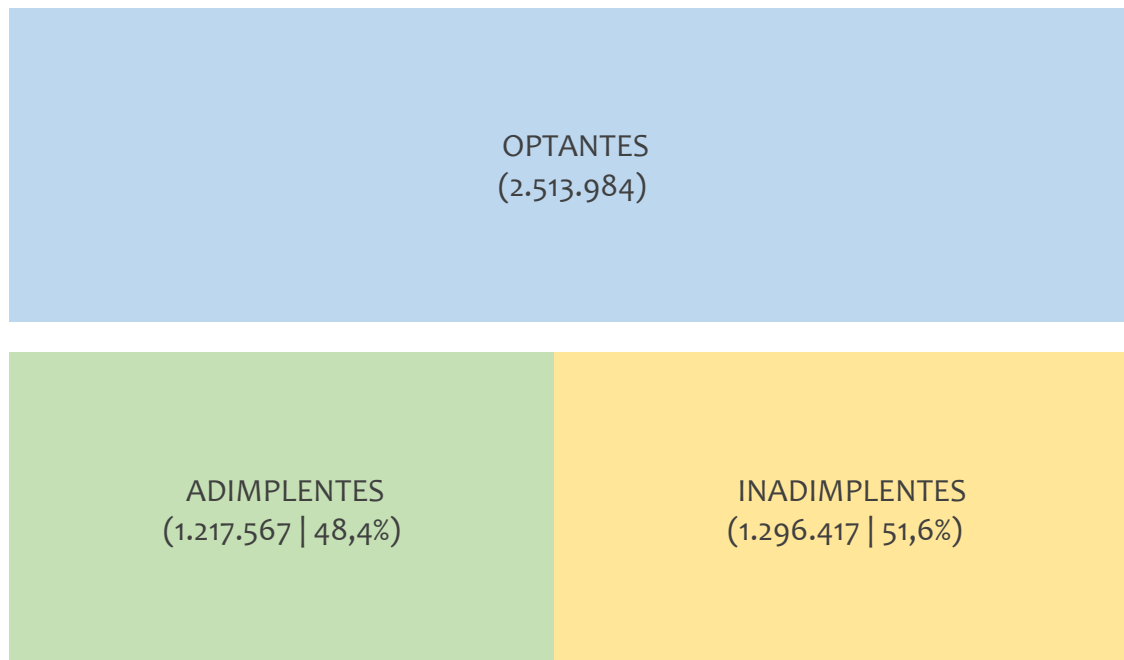 OPTANTES
(2.513.984)
ADIMPLENTES
(1.217.567 | 48,4%)
INADIMPLENTES
(1.296.417 | 51,6%)